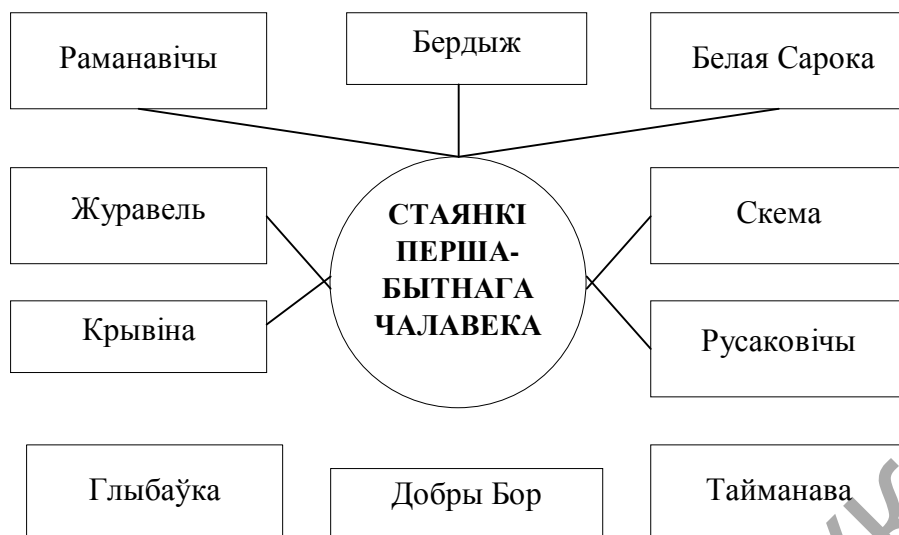 Раманавічы
Бердыж
Белая Сарока
Журавель
СТАЯНКІ
ПЕРША-
БЫТНАГА
ЧАЛАВЕКА
Скема
Крывіна
Русаковічы
Глыбаўка
Добры Бор
Тайманава